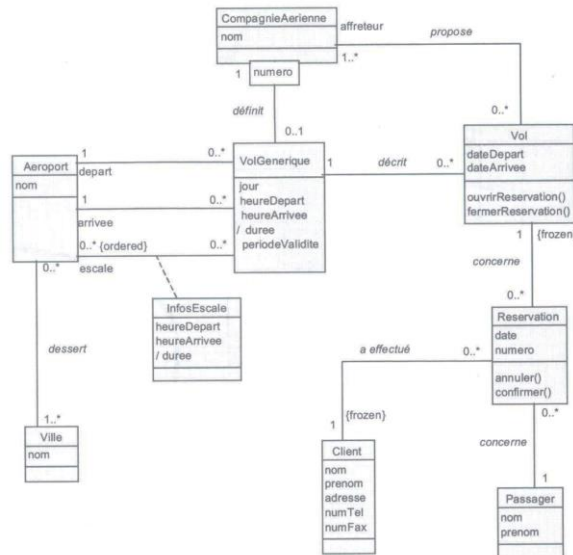 CompagnieAerienne
nom
affreteur
propose
1..*
1
numero
définit
0..*
0..1
Vol
dateDepart
dateArrivee
ouvrirReservation()
fermerReservation()
Aeroport
nom
1
0..*
depart
1
0..*
arrivee
0..* {ordered}
0..*
escale
VolGenerique
jour
heureDepart
heureArrivee
/ duree
periodeValidite
1
décrit
0..*
1
{frozen}
concerne
0..*
0..*
InfosEscale
heureDepart
heureArrivee
/ duree
dessert
1..*
Ville
nom
Reservation
date
numero
annuler()
confirmer()
a effectué
0..*
1
{frozen}
Client
nom
prenom
adresse
numTel
numFax
0..*
concerne
1
Passager
nom
prenom